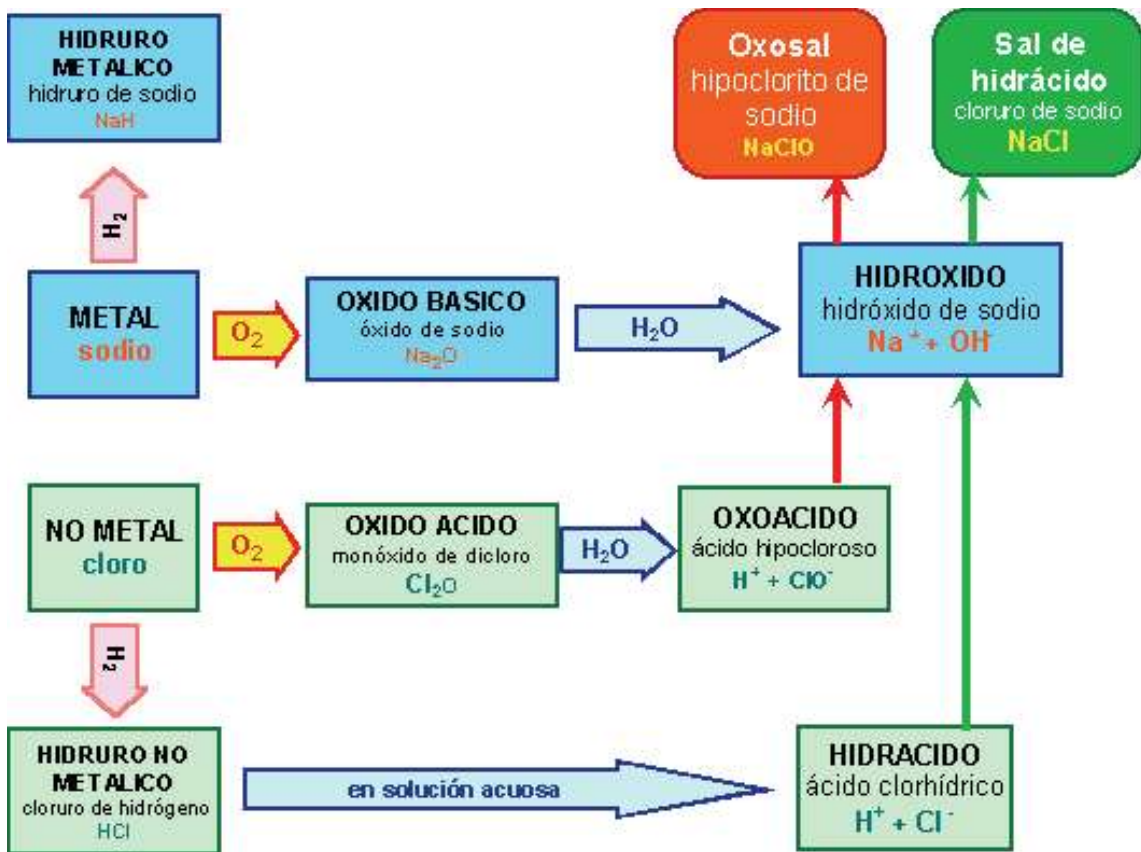 HIDRURO
METALICO
hidruro de sodio
NaH
Oxosal
hipoclorito de
sodio
NaClO
Sal de
hidrácido
cloruro de sodio
NaCl
H₂
METAL
sodio
O₂
OXIDO BASICO
óxido de sodio
Na₂O
H₂O
HIDROXIDO
hidróxido de sodio
Na⁺ + OH⁻
NO METAL
cloro
O₂
OXIDO ACIDO
monóxido de dicloro
Cl₂O
H₂O
OXOACIDO
ácido hipocloroso
H⁺ + ClO⁻
H₂
HIDRURO NO
METALICO
cloruro de hidrógeno
HCl
en solución acuosa
HIDRACIDO
ácido clorhídrico
H⁺ + Cl⁻